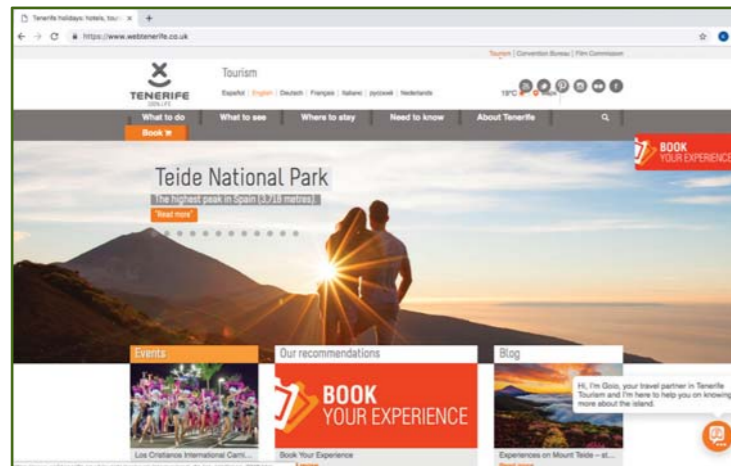 Tenerife holidays: hotels, tour
https://www.webtenerife.co.uk
Tourism | Convention Bureau | Film Commission
TENERIFE
100% LIFE
Tourism
Español | English | Deutsch | Français | Italiano | русский | Nederlands
19°C
Maps
What to do
What to see
Where to stay
Need to know
About Tenerife
Book
BOOK
YOUR EXPERIENCE
Teide National Park
The highest peak in Spain (3,718 metres).
"Read more"
Events
Our recommendations
Blog
BOOK
YOUR EXPERIENCE
Hi, I'm Goio, your travel partner in Tenerife
Tourism and I'm here to help you on knowing
more about the island.
Los Cristianos International Carni...
Book Your Experience
Experiences on Mount Teide – at...